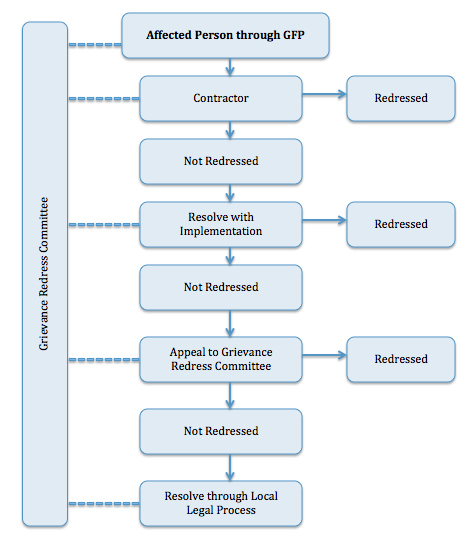 Affected Person through GFP
Contractor
Redressed
Not Redressed
Resolve with
Implementation
Redressed
Not Redressed
Appeal to Grievance
Redress Committee
Redressed
Not Redressed
Resolve through Local
Legal Process
Grievance Redress Committee